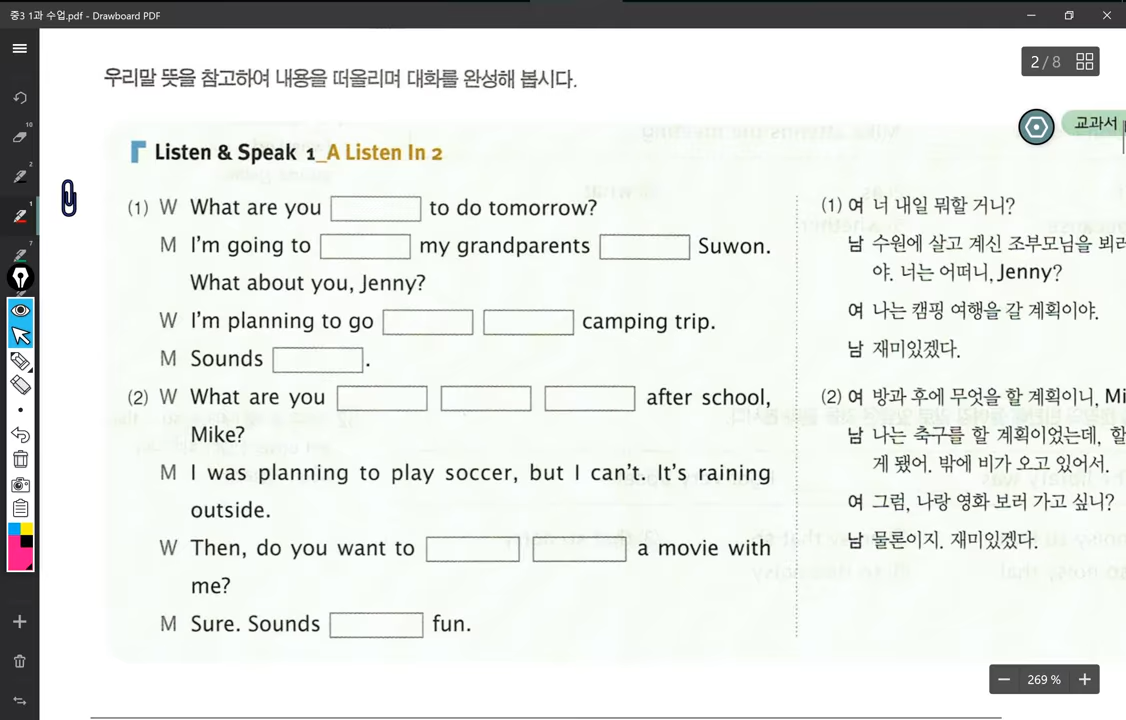 중3 1과 수업.pdf - Drawboard PDF
2 / 8
우리말 뜻을 참고하여 내용을 떠올리며 대화를 완성해 봅시다.
교과서
Listen & Speak 1_A Listen In 2
(1) W What are you to do tomorrow?
M I'm going to my grandparents Suwon.
What about you, Jenny?
W I'm planning to go camping trip.
M Sounds .
(2) W What are you after school,
Mike?
M I was planning to play soccer, but I can't. It's raining
outside.
W Then, do you want to a movie with
me?
M Sure. Sounds fun.
(1) 여 너 내일 뭐할 거니?
남 수원에 살고 계신 조부모님을 뵈러
야. 너는 어떠니, Jenny?
여 나는 캠핑 여행을 갈 계획이야.
남 재미있겠다.
(2) 여 방과 후에 무엇을 할 계획이니, Mi
남 나는 축구를 할 계획이었는데, 할
게 됐어. 밖에 비가 오고 있어서.
여 그럼, 나랑 영화 보러 가고 싶니?
남 물론이지. 재미있겠다.
269 %